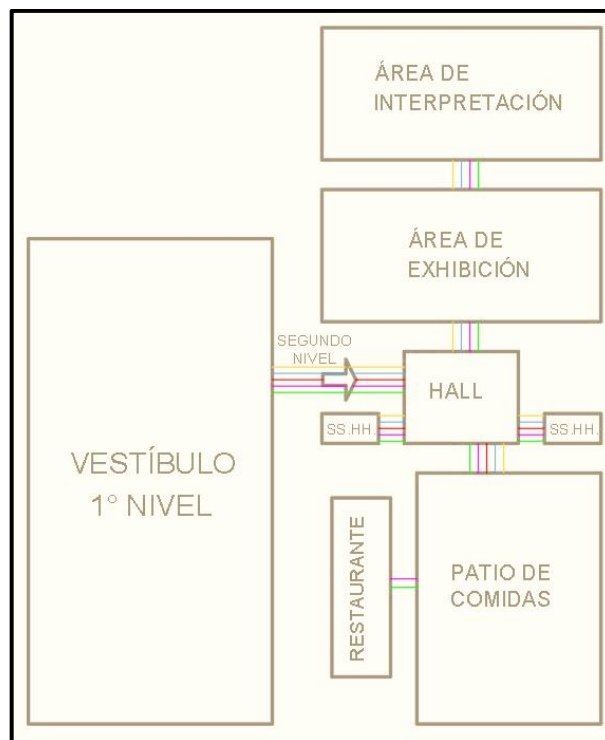 ÁREA DE
INTERPRETACIÓN
ÁREA DE
EXHIBICIÓN
SEGUNDO
NIVEL
HALL
SS.HH.
SS.HH.
VESTÍBULO
1° NIVEL
RESTAURANTE
PATIO DE
COMIDAS